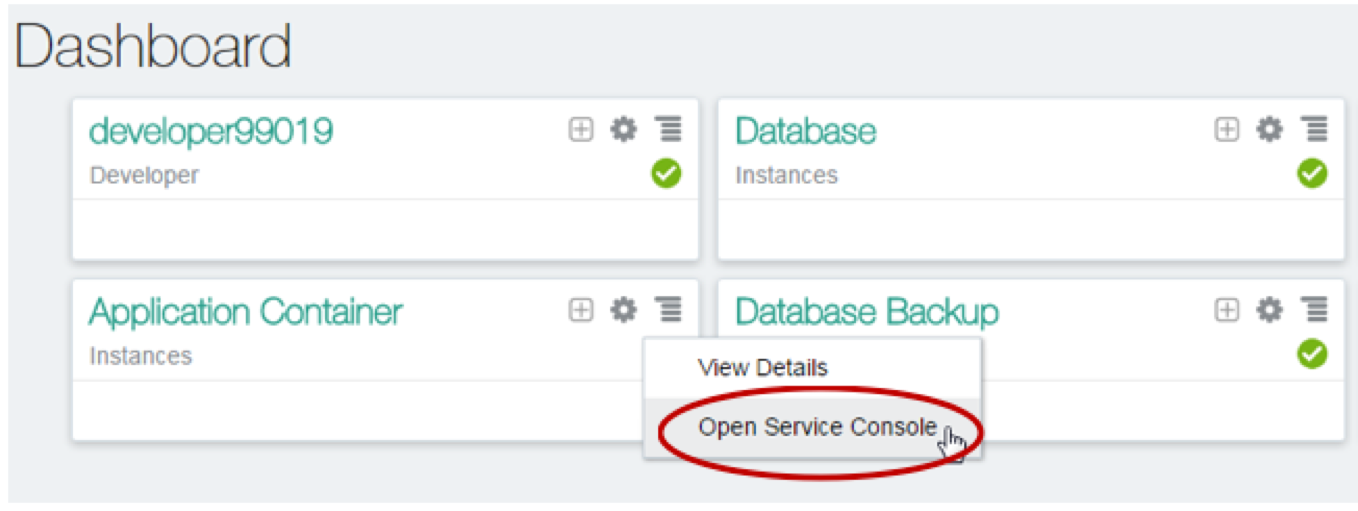 Dashboard
developer99019
Developer
Database
Instances
Application Container
Instances
Database Backup
View Details
Open Service Console